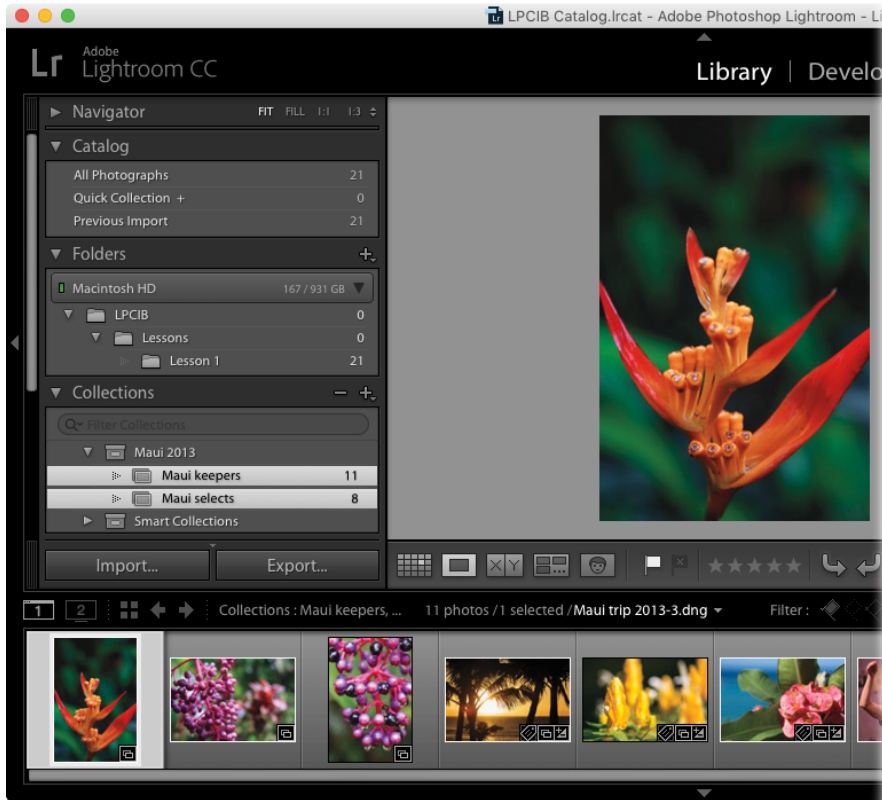 LPCIB Catalog.lrcat - Adobe Photoshop Lightroom - Li
Lr Adobe
Lightroom CC
Library | Develo
Navigator FIT FILL 1:1 1:3
Catalog
All Photographs 21
Quick Collection + 0
Previous Import 21
Folders
Macintosh HD 167 / 931 GB
LPCIB 0
Lessons 0
Lesson 1 21
Collections
Filter Collections
Maui 2013
Maui keepers 11
Maui selects 8
Smart Collections
Import... Export...
X Y
1 2 Collections : Maui keepers, ... 11 photos / 1 selected / Maui trip 2013-3.dng Filter :